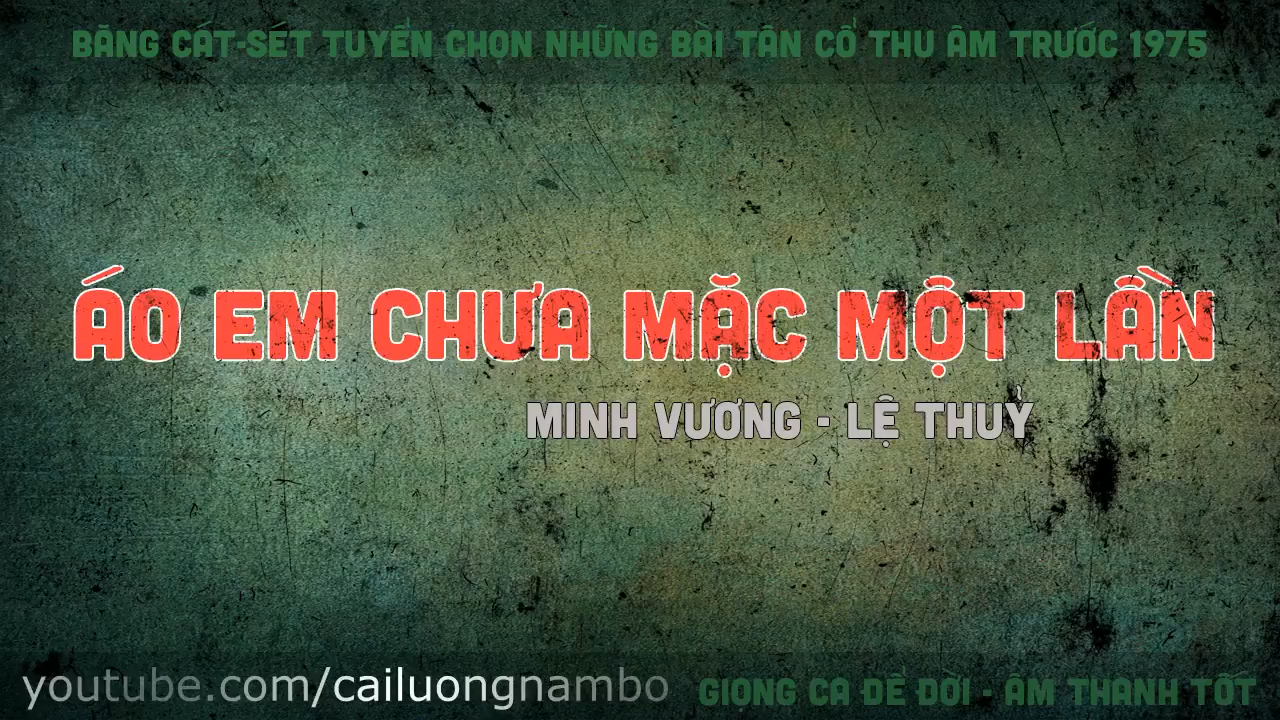 BĂNG CÁT-SÉT TUYỂN CHỌN NHỮNG BÀI TÂN CỔ THU ÂM TRƯỚC 1975
ÁO EM CHƯA MẶC MỘT LẦN
MINH VƯƠNG - LỆ THUỶ
youtube.com/cailuongnambo
GIỌNG CA ĐỂ ĐỜI - ÂM THANH TỐT